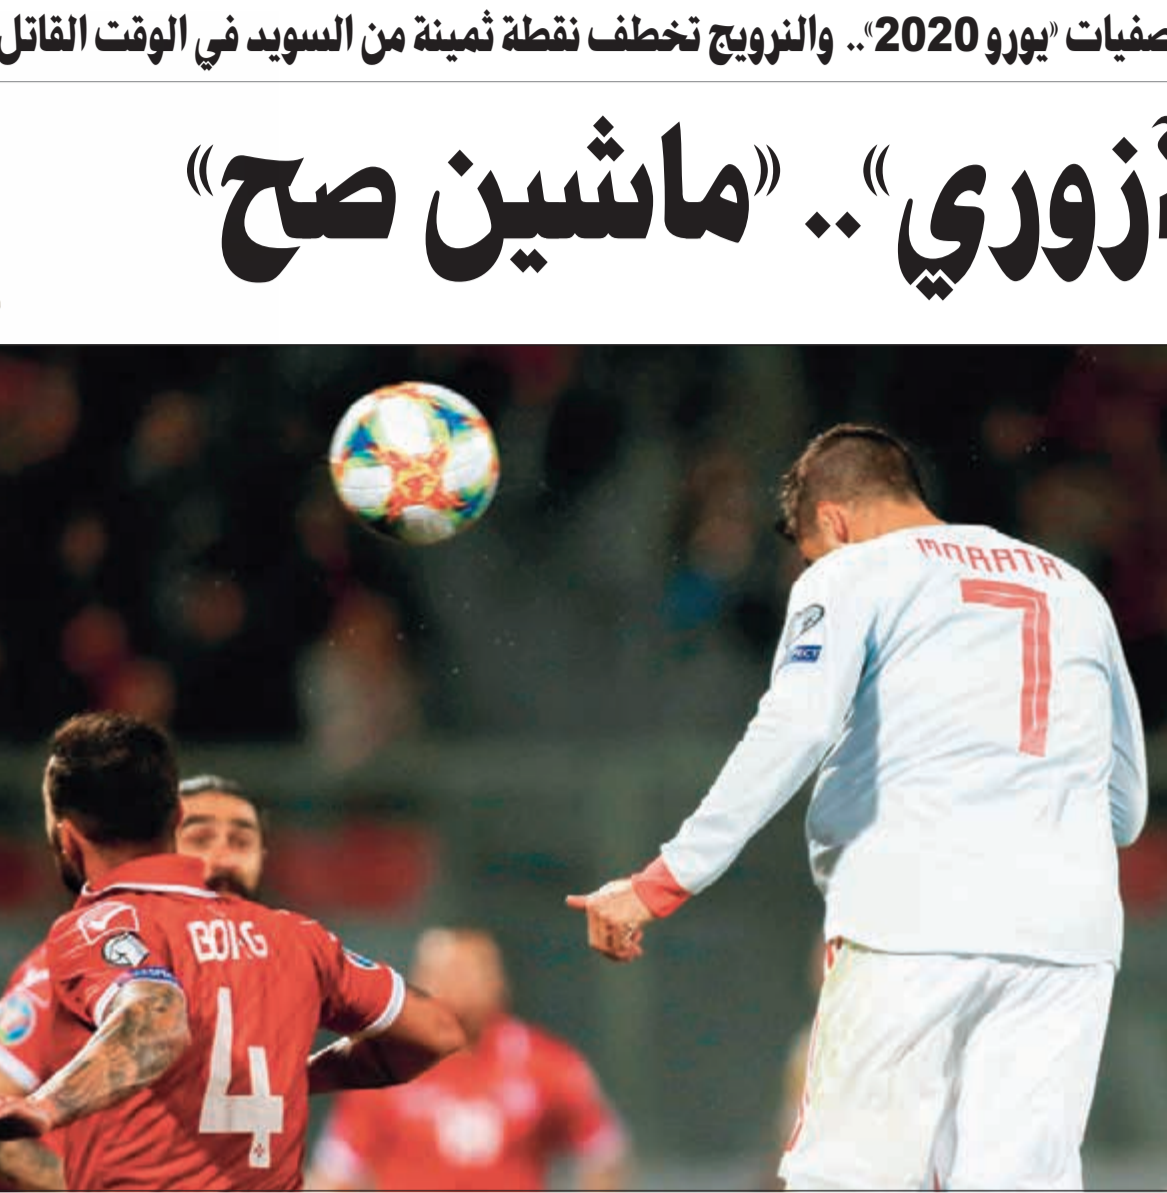 صفيات «يورو 2020».. والنرويج تخطف نقطة ثمينة من السويد في الوقت القاتل
آزوري».. «ماشين صح»
MORATA
7
BORG
4